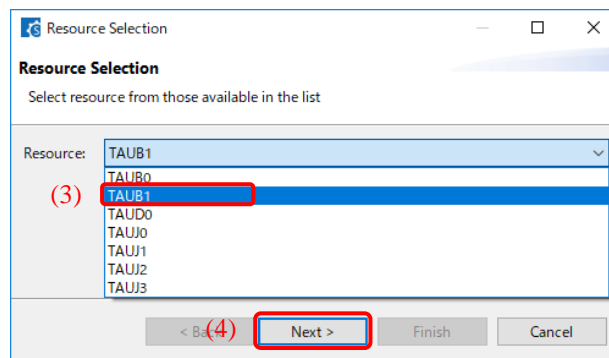 Resource Selection
Resource Selection
Select resource from those available in the list
Resource: TAUB1
TAUB0
(3) TAUB1
TAUD0
TAUJ0
TAUJ1
TAUJ2
TAUJ3
< Back (4) Next > Finish Cancel